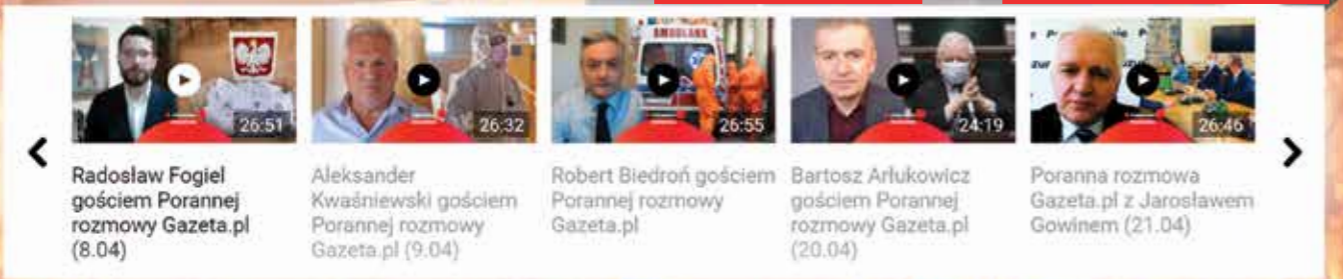 AMBULANS
26:51
26:32
26:55
24:19
26:46
Radosław Fogiel
gościem Porannej
rozmowy Gazeta.pl
(8.04)
Aleksander
Kwaśniewski gościem
Porannej rozmowy
Gazeta.pl (9.04)
Robert Biedroń gościem
Porannej rozmowy
Gazeta.pl
Bartosz Arłukowicz
gościem Porannej
rozmowy Gazeta.pl
(20.04)
Poranna rozmowa
Gazeta.pl z Jarosławem
Gowinem (21.04)